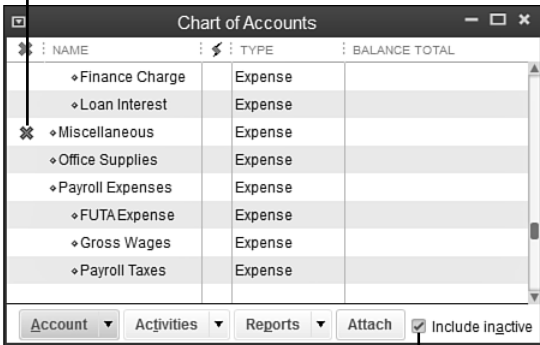 Chart of Accounts
NAME TYPE BALANCE TOTAL
Finance Charge Expense
Loan Interest Expense
Miscellaneous Expense
Office Supplies Expense
Payroll Expenses Expense
FUTA Expense Expense
Gross Wages Expense
Payroll Taxes Expense
Account Activities Reports Attach Include inactive